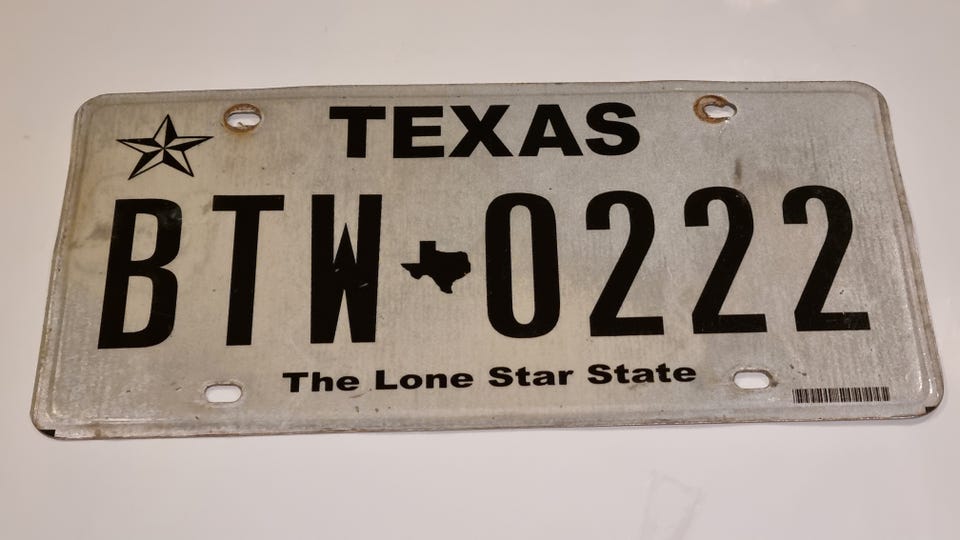 TEXAS
BTW 0222
The Lone Star State